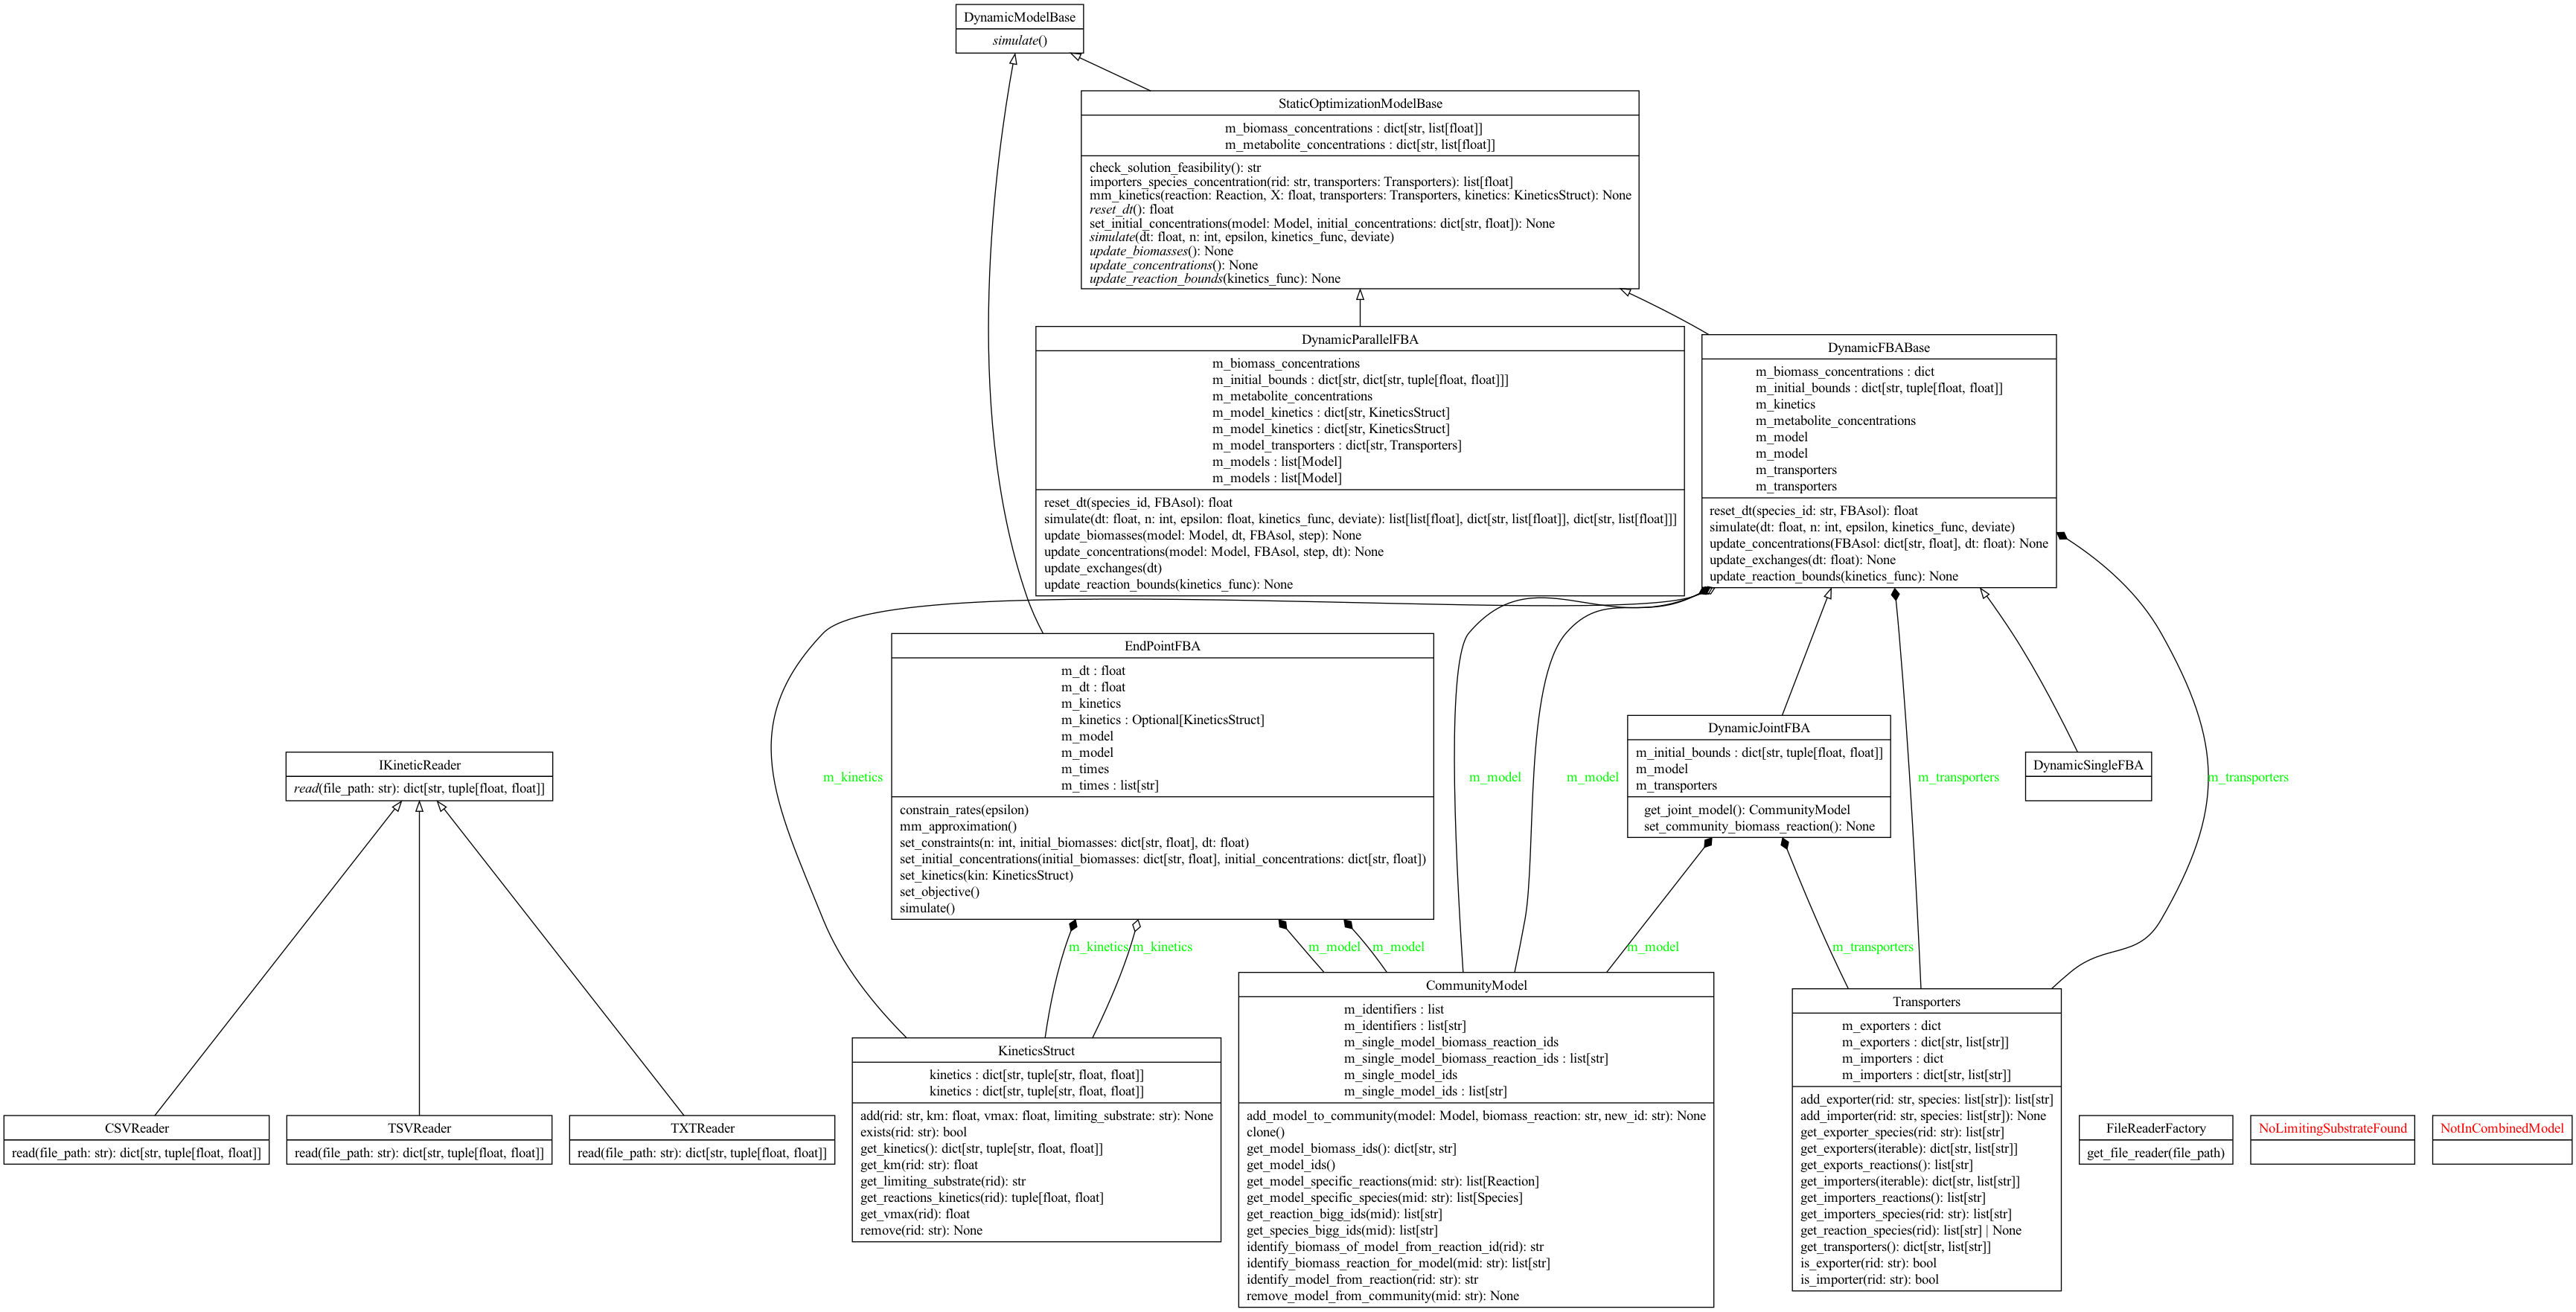 DynamicModelBase
simulate()
StaticOptimizationModelBase
m_biomass_concentrations : dict[str, list[float]]
m_metabolite_concentrations : dict[str, list[float]]
check_solution_feasibility(): str
importers_species_concentration(rid: str, transporters: Transporters): list[float]
mm_kinetics(reaction: Reaction, X: float, transporters: Transporters, kinetics: KineticsStruct): None
reset_dt(): float
set_initial_concentrations(model: Model, initial_concentrations: dict[str, float]): None
simulate(dt: float, n: int, epsilon, kinetics_func, deviate)
update_biomasses(): None
update_concentrations(): None
update_reaction_bounds(kinetics_func): None
DynamicParallelFBA
m_biomass_concentrations
m_initial_bounds : dict[str, dict[str, tuple[float, float]]]
m_metabolite_concentrations
m_model_kinetics : dict[str, KineticsStruct]
m_model_kinetics : dict[str, KineticsStruct]
m_model_transporters : dict[str, Transporters]
m_models : list[Model]
m_models : list[Model]
reset_dt(species_id, FBAsol): float
simulate(dt: float, n: int, epsilon: float, kinetics_func, deviate): list[list[float], dict[str, list[float]], dict[str, list[float]]]
update_biomasses(model: Model, dt, FBAsol, step): None
update_concentrations(model: Model, FBAsol, step, dt): None
update_exchanges(dt)
update_reaction_bounds(kinetics_func): None
DynamicFBABase
m_biomass_concentrations : dict
m_initial_bounds : dict[str, tuple[float, float]]
m_kinetics
m_metabolite_concentrations
m_model
m_model
m_transporters
m_transporters
reset_dt(species_id: str, FBAsol): float
simulate(dt: float, n: int, epsilon, kinetics_func, deviate)
update_concentrations(FBAsol: dict[str, float], dt: float): None
update_exchanges(dt: float): None
update_reaction_bounds(kinetics_func): None
EndPointFBA
m_dt : float
m_dt : float
m_kinetics
m_kinetics : Optional[KineticsStruct]
m_model
m_model
m_times
m_times : list[str]
constrain_rates(epsilon)
mm_approximation()
set_constraints(n: int, initial_biomasses: dict[str, float], dt: float)
set_initial_concentrations(initial_biomasses: dict[str, float], initial_concentrations: dict[str, float])
set_kinetics(kin: KineticsStruct)
set_objective()
simulate()
DynamicJointFBA
m_initial_bounds : dict[str, tuple[float, float]]
m_model
m_transporters
get_joint_model(): CommunityModel
set_community_biomass_reaction(): None
DynamicSingleFBA
IKineticReader
read(file_path: str): dict[str, tuple[float, float]]
m_kinetics
m_model
m_model
m_transporters
m_transporters
m_kinetics
m_kinetics
m_model
m_model
m_model
m_transporters
CSVReader
read(file_path: str): dict[str, tuple[float, float]]
TSVReader
read(file_path: str): dict[str, tuple[float, float]]
TXTReader
read(file_path: str): dict[str, tuple[float, float]]
KineticsStruct
kinetics : dict[str, tuple[str, float, float]]
kinetics : dict[str, tuple[str, float, float]]
add(rid: str, km: float, vmax: float, limiting_substrate: str): None
exists(rid: str): bool
get_kinetics(): dict[str, tuple[str, float, float]]
get_km(rid: str): float
get_limiting_substrate(rid): str
get_reactions_kinetics(rid): tuple[float, float]
get_vmax(rid): float
remove(rid: str): None
CommunityModel
m_identifiers : list
m_identifiers : list[str]
m_single_model_biomass_reaction_ids
m_single_model_biomass_reaction_ids : list[str]
m_single_model_ids
m_single_model_ids : list[str]
add_model_to_community(model: Model, biomass_reaction: str, new_id: str): None
clone()
get_model_biomass_ids(): dict[str, str]
get_model_ids()
get_model_specific_reactions(mid: str): list[Reaction]
get_model_specific_species(mid: str): list[Species]
get_reaction_bigg_ids(mid): list[str]
get_species_bigg_ids(mid): list[str]
identify_biomass_of_model_from_reaction_id(rid): str
identify_biomass_reaction_for_model(mid: str): list[str]
identify_model_from_reaction(rid: str): str
remove_model_from_community(mid: str): None
Transporters
m_exporters : dict
m_exporters : dict[str, list[str]]
m_importers : dict
m_importers : dict[str, list[str]]
add_exporter(rid: str, species: list[str]): list[str]
add_importer(rid: str, species: list[str]): None
get_exporter_species(rid: str): list[str]
get_exporters(iterable): dict[str, list[str]]
get_exports_reactions(): list[str]
get_importers(iterable): dict[str, list[str]]
get_importers_reactions(): list[str]
get_importers_species(rid: str): list[str]
get_reaction_species(rid): list[str] | None
get_transporters(): dict[str, list[str]]
is_exporter(rid: str): bool
is_importer(rid: str): bool
FileReaderFactory
get_file_reader(file_path)
NoLimitingSubstrateFound
NotInCombinedModel